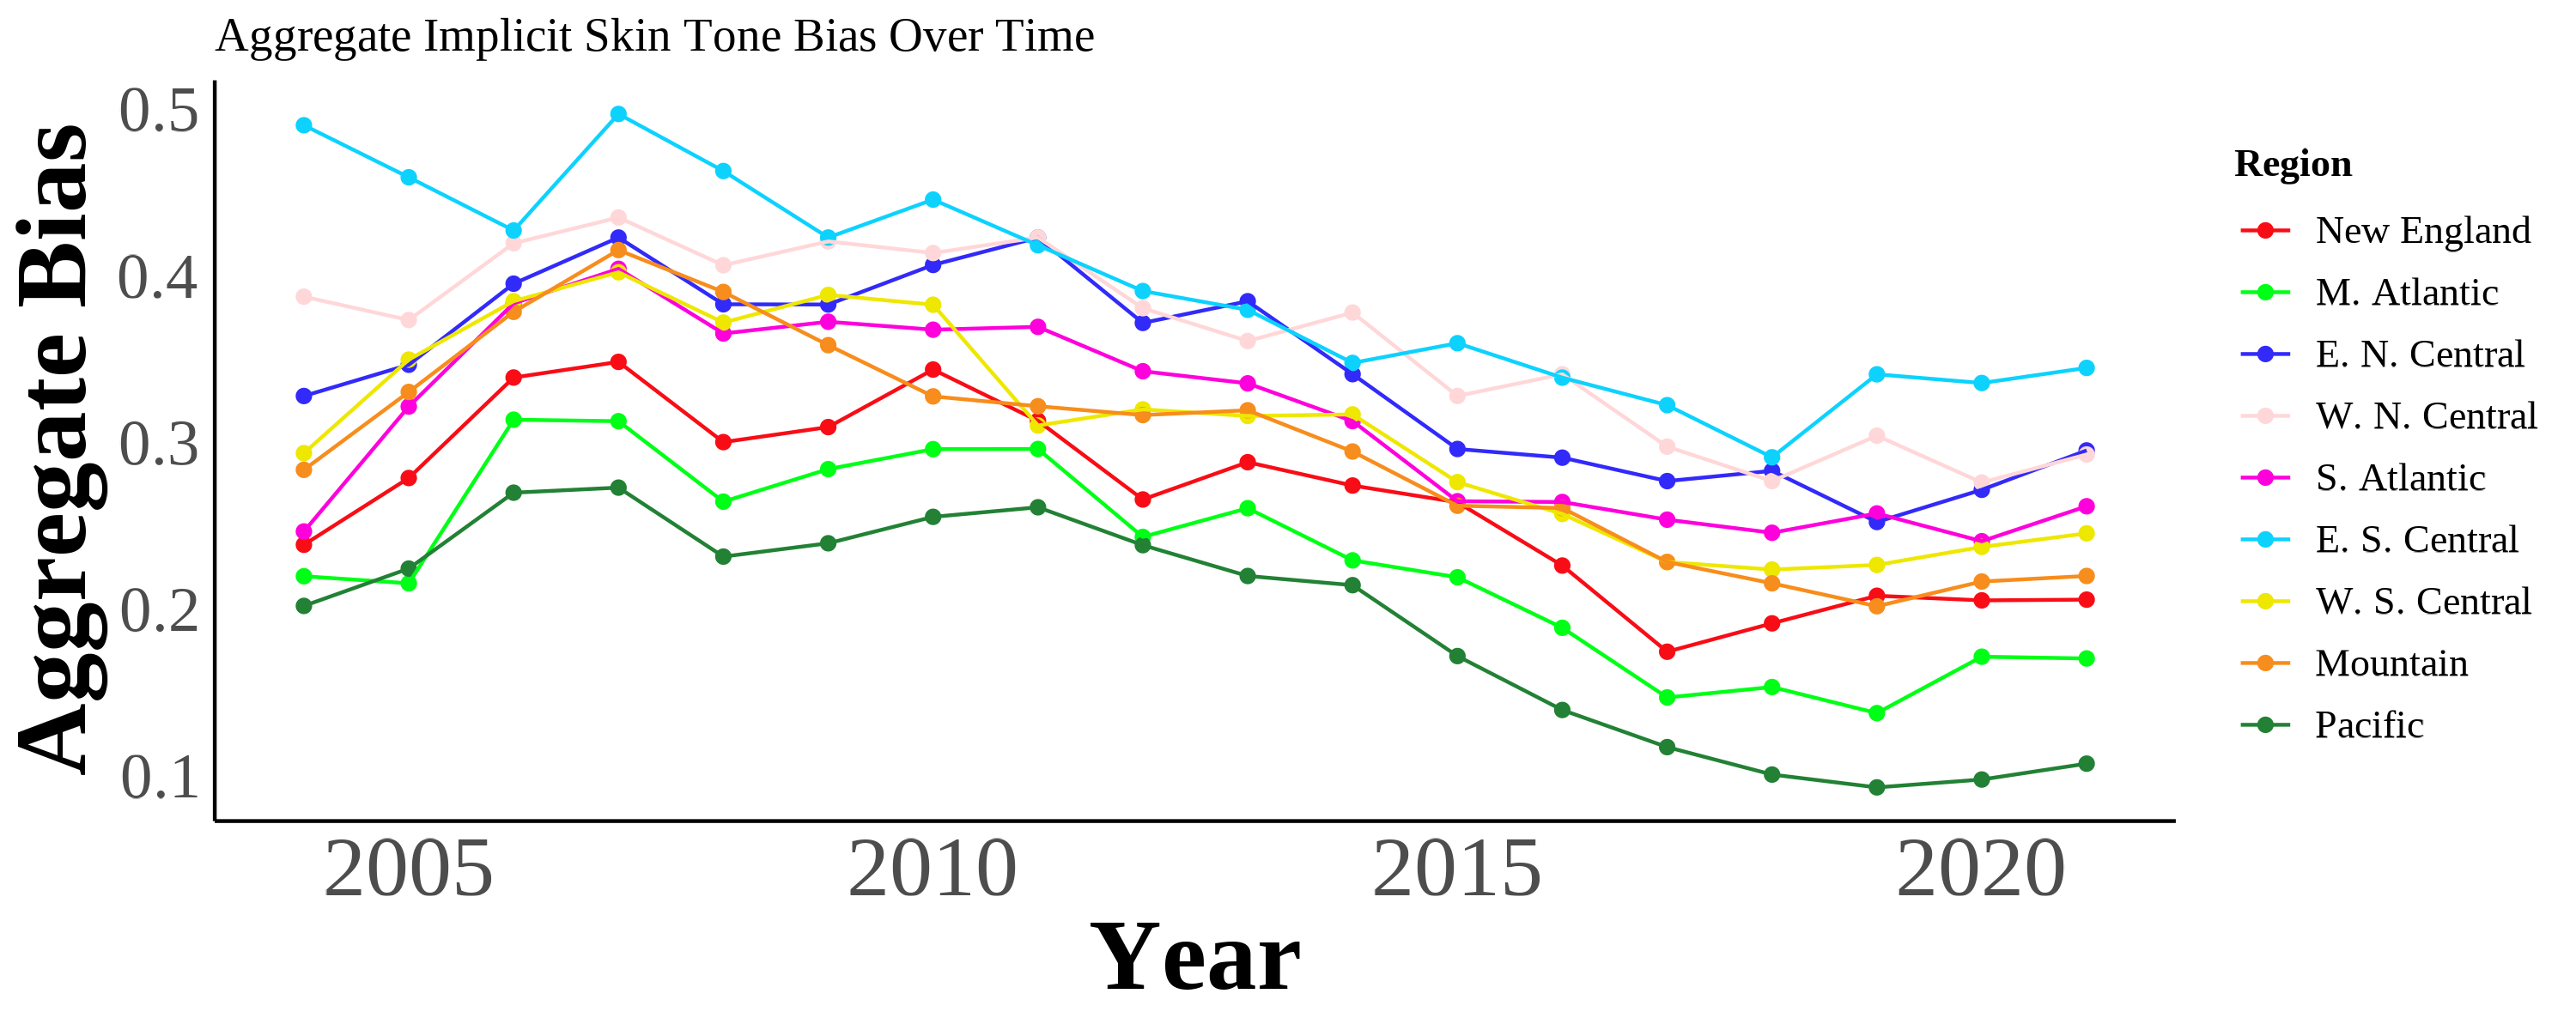 Aggregate Implicit Skin Tone Bias Over Time
Aggregate Bias
0.5
0.4
0.3
0.2
0.1
2005 2010 2015 2020
Year
Region
New England
M. Atlantic
E. N. Central
W. N. Central
S. Atlantic
E. S. Central
W. S. Central
Mountain
Pacific